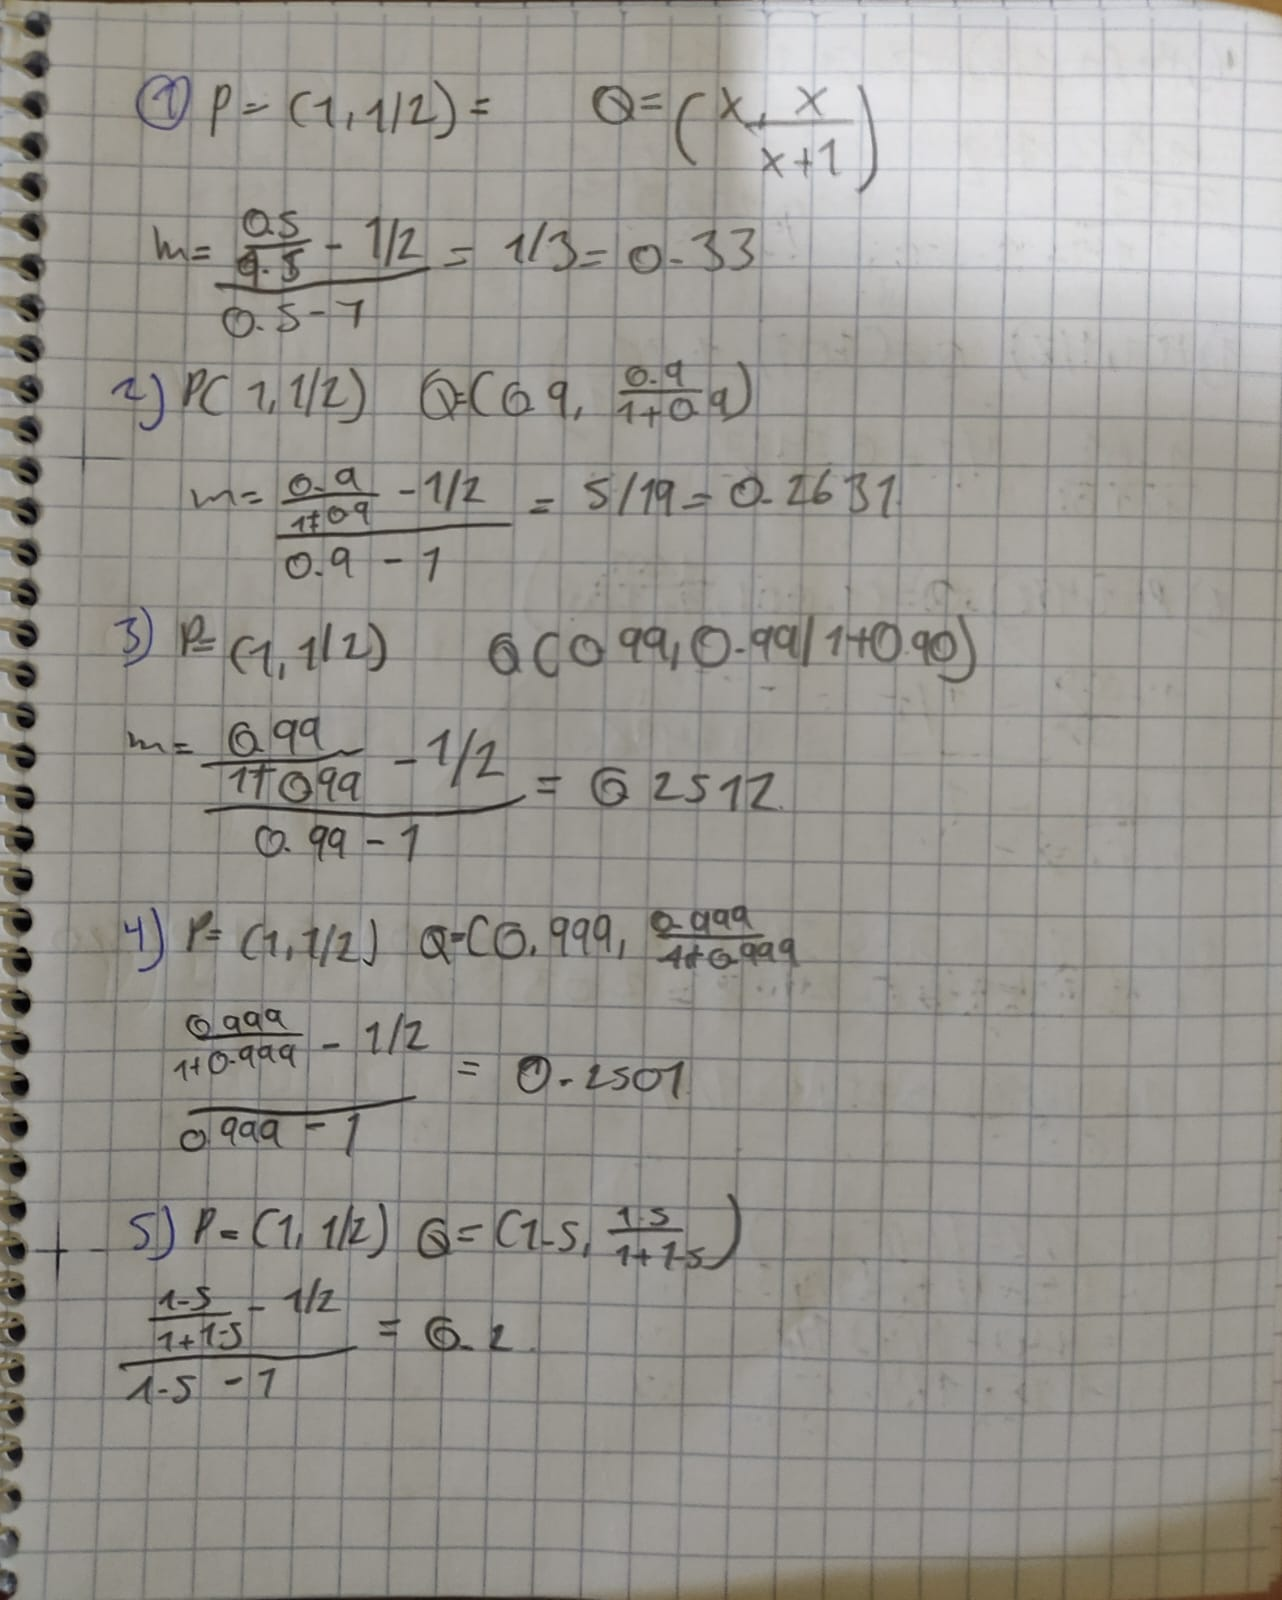 ① P = (1, 1/2) = Q = (x, x/x+1)
m = 0.5/1.5 - 1/2 / 0.5 - 1 = 1/3 = 0.33
2) P(1, 1/2) Q=(0.9, 0.9/1+0.9)
m = 0.9/1+0.9 - 1/2 / 0.9 - 1 = 5/19 = 0.2631
3) P= (1, 1/2) Q(0.99, 0.99/1+0.90)
m = 0.99/1+0.99 - 1/2 / 0.99 - 1 = 0.2512
4) P= (1, 1/2) Q=(0.999, 0.999/1+0.999
0.999/1+0.999 - 1/2 / 0.999 - 1 = 0.2501
5) P= (1, 1/2) Q= (1.5, 1.5/1+1.5)
1.5/1+1.5 - 1/2 / 1.5 - 1 = 0.2